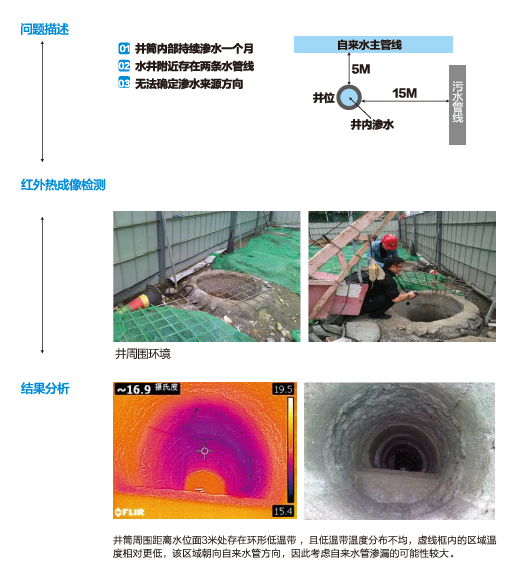 问题描述
01 井筒内部持续渗水一个月
02 水井附近存在两条水管线
03 无法确定渗水来源方向
自来水主管线
5M
井位
15M
污水管线
井内渗水
红外热成像检测
井周围环境
结果分析
~16.9 摄氏度
19.5
15.4
FLIR
井筒周围距离水位面3米处存在环形低温带，且低温带温度分布不均，虚线框内的区域温
度相对更低，该区域朝向自来水管方向，因此考虑自来水管渗漏的可能性较大。